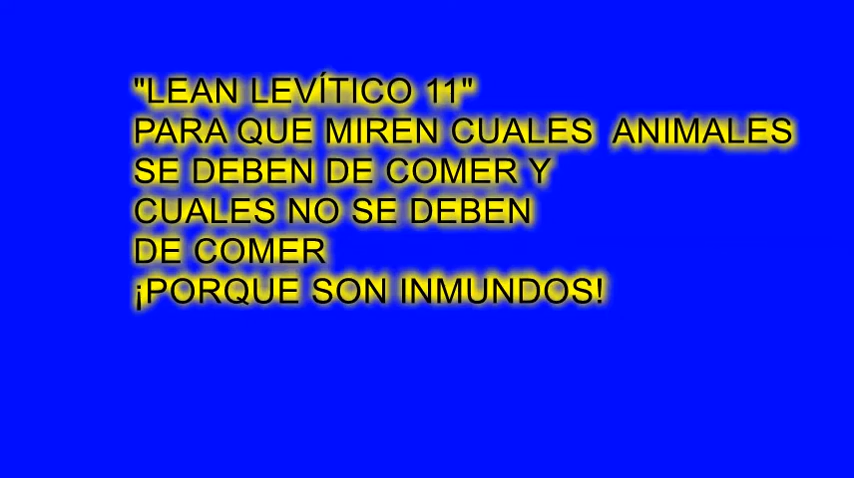 "LEAN LEVÍTICO 11"
PARA QUE MIREN CUALES  ANIMALES
SE DEBEN DE COMER Y
CUALES NO SE DEBEN
DE COMER
¡PORQUE SON INMUNDOS!